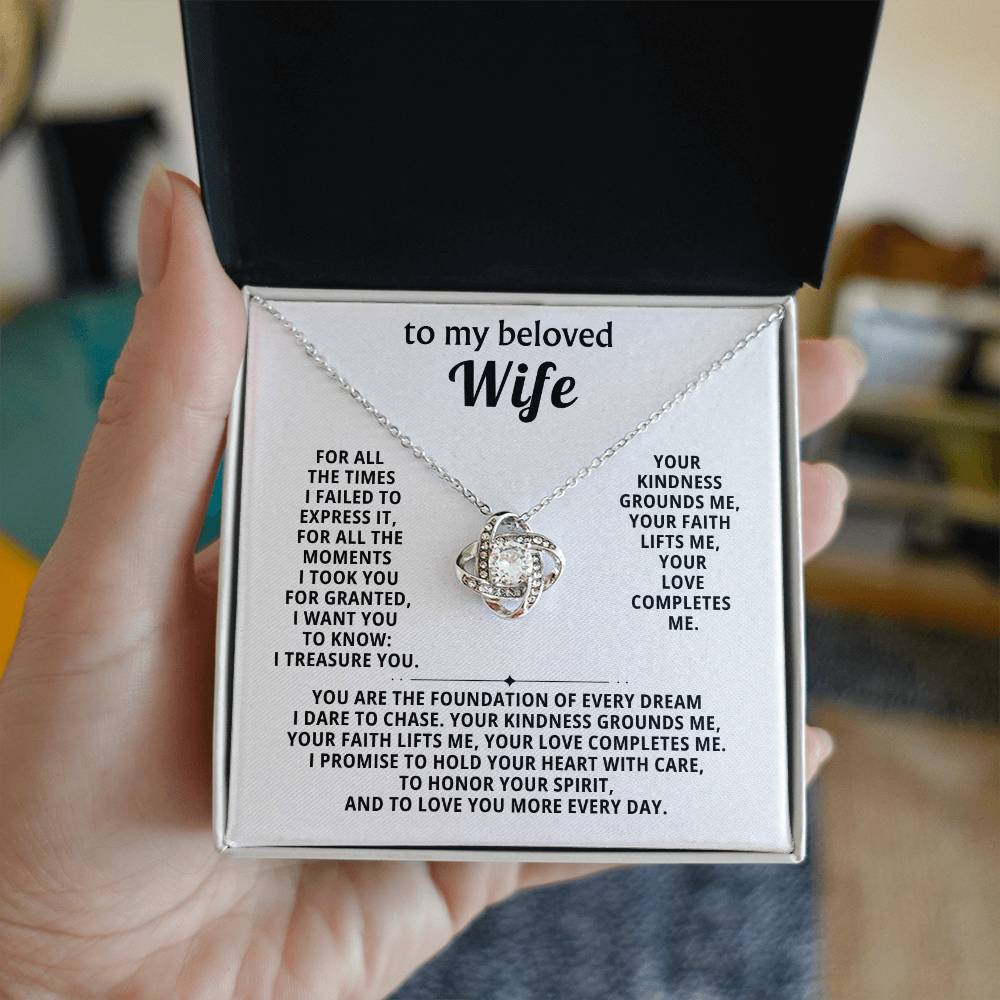 to my beloved
Wife
FOR ALL
THE TIMES
I FAILED TO
EXPRESS IT,
FOR ALL THE
MOMENTS
I TOOK YOU
FOR GRANTED,
I WANT YOU
TO KNOW:
I TREASURE YOU.
YOUR
KINDNESS
GROUNDS ME,
YOUR FAITH
LIFTS ME,
YOUR
LOVE
COMPLETES
ME.
YOU ARE THE FOUNDATION OF EVERY DREAM
I DARE TO CHASE. YOUR KINDNESS GROUNDS ME,
YOUR FAITH LIFTS ME, YOUR LOVE COMPLETES ME.
I PROMISE TO HOLD YOUR HEART WITH CARE,
TO HONOR YOUR SPIRIT,
AND TO LOVE YOU MORE EVERY DAY.